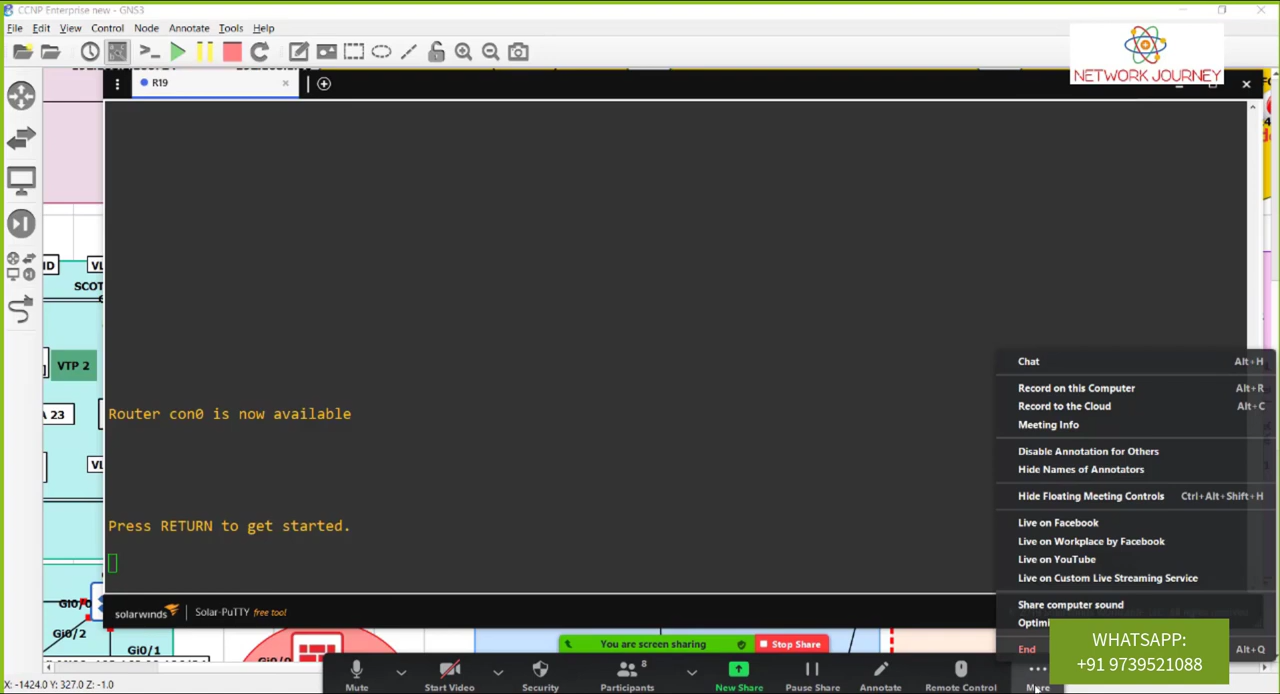 CCNP Enterprise new - GNS3
File Edit View Control Node Annotate Tools Help
NETWORK JOURNEY
R19
SCOT
VTP 2
A 23
Router con0 is now available
Press RETURN to get started.
Gi0/0
Gi0/2
solarwinds Solar-PuTTY free tool
Chat Alt+H
Record on this Computer Alt+R
Record to the Cloud Alt+C
Meeting Info
Disable Annotation for Others
Hide Names of Annotators
Hide Floating Meeting Controls Ctrl+Alt+Shift+H
Live on Facebook
Live on Workplace by Facebook
Live on YouTube
Live on Custom Live Streaming Service
Share computer sound
Optimi
End Alt+Q
WHATSAPP:
+91 9739521088
You are screen sharing Stop Share
8
Mute Start Video Security Participants New Share Pause Share Annotate Remote Control More
X: -1424.0 Y: 327.0 Z: -1.0